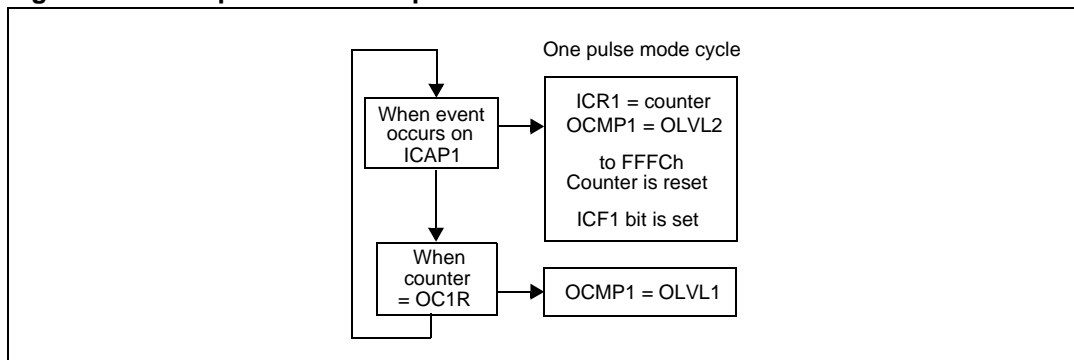 One pulse mode cycle
When event
occurs on
ICAP1
ICR1 = counter
OCMP1 = OLVL2
to FFFCh
Counter is reset
ICF1 bit is set
When
counter
= OC1R
OCMP1 = OLVL1